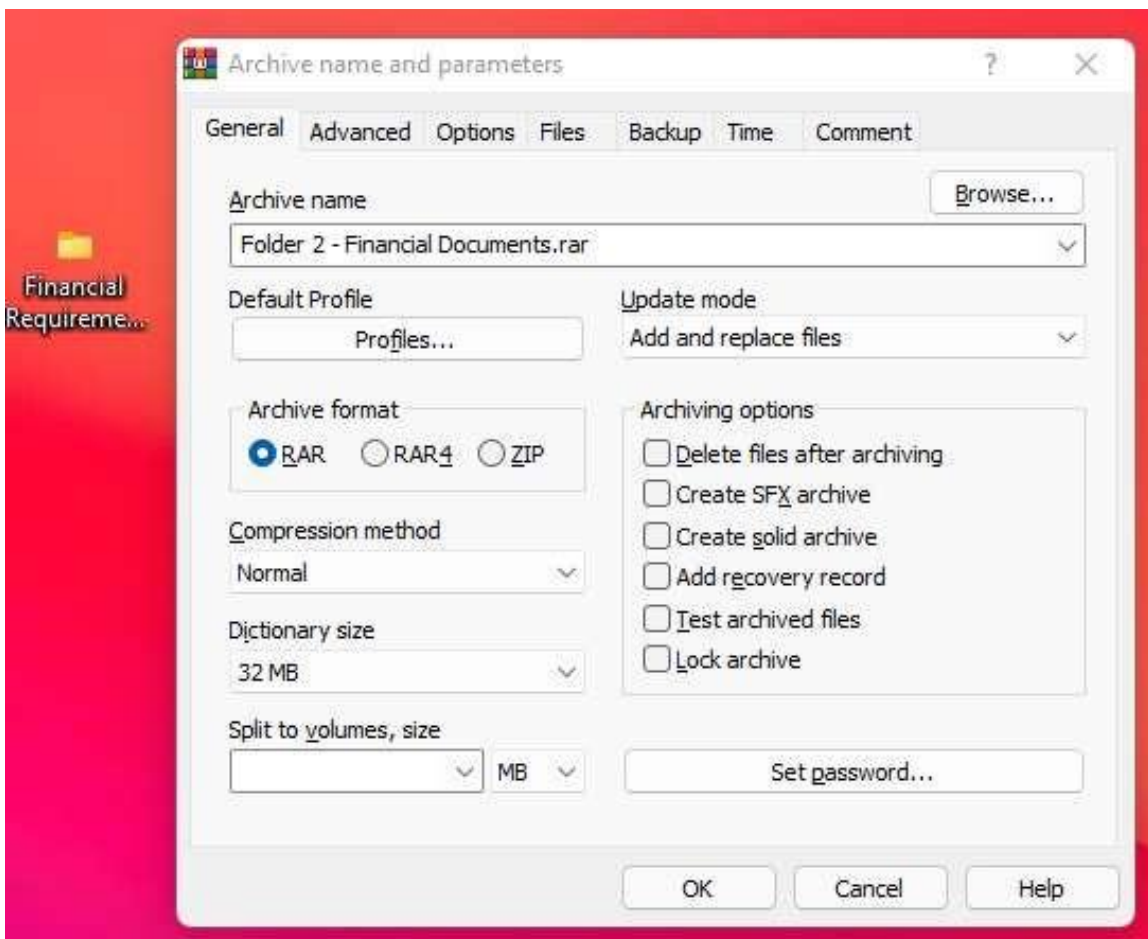 Archive name and parameters
?
General Advanced Options Files Backup Time Comment
Archive name
Browse...
Folder 2 - Financial Documents.rar
Financial
Requireme...
Default Profile
Profiles...
Update mode
Add and replace files
Archive format
RAR RAR4 ZIP
Archiving options
Delete files after archiving
Create SFX archive
Create solid archive
Add recovery record
Test archived files
Lock archive
Compression method
Normal
Dictionary size
32 MB
Split to volumes, size
MB
Set password...
OK Cancel Help